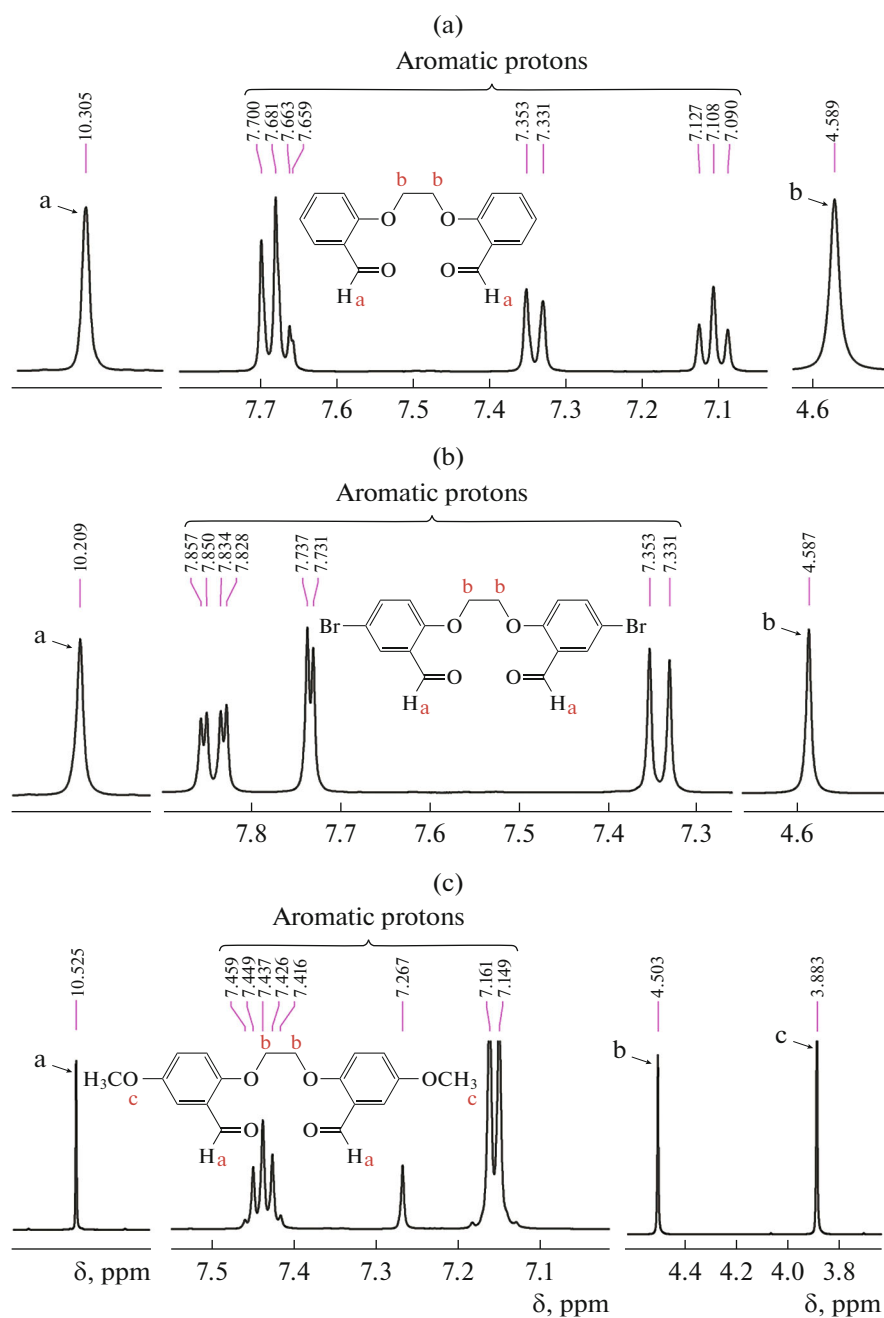 (a)
Aromatic protons
10.305
7.700
7.681
7.663
7.659
7.353
7.331
7.127
7.108
7.090
4.589
a
b b
b
O O
O O
H a H a
7.7 7.6 7.5 7.4 7.3 7.2 7.1 4.6
(b)
Aromatic protons
10.209
7.857
7.850
7.834
7.828
7.737
7.731
7.353
7.331
4.587
a
b b
b
Br O O Br
O O
H a H a
7.8 7.7 7.6 7.5 7.4 7.3 4.6
(c)
Aromatic protons
10.525
7.459
7.449
7.437
7.426
7.416
7.267
7.161
7.149
4.503
3.883
a
b b
b
c
H₃CO O O OCH₃
c c
O O
H a H a
7.5 7.4 7.3 7.2 7.1 4.4 4.2 4.0 3.8
δ, ppm δ, ppm δ, ppm